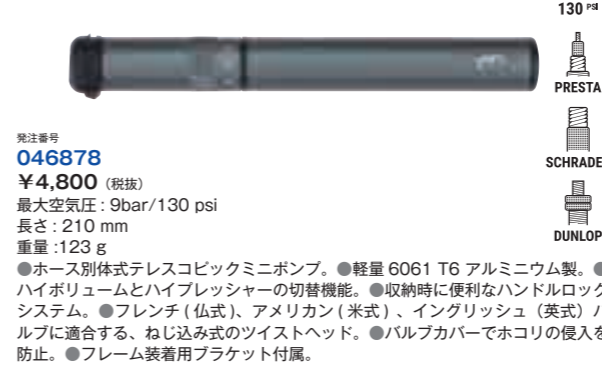 130 PSI
PRESTA
SCHRADE
DUNLOP
発注番号
046878
¥4,800（税抜）
最大空気圧 : 9bar/130 psi
長さ : 210 mm
重量 :123 g
●ホース別体式テレスコピックミニポンプ。●軽量 6061 T6 アルミニウム製。●
ハイボリュームとハイプレッシャーの切替機能。●収納時に便利なハンドルロック
システム。●フレンチ ( 仏式 )、アメリカン ( 米式 ) 、イングリッシュ（英式）バ
ルブに適合する、ねじ込み式のツイストヘッド。●バルブカバーでホコリの侵入を
防止。●フレーム装着用ブラケット付属。